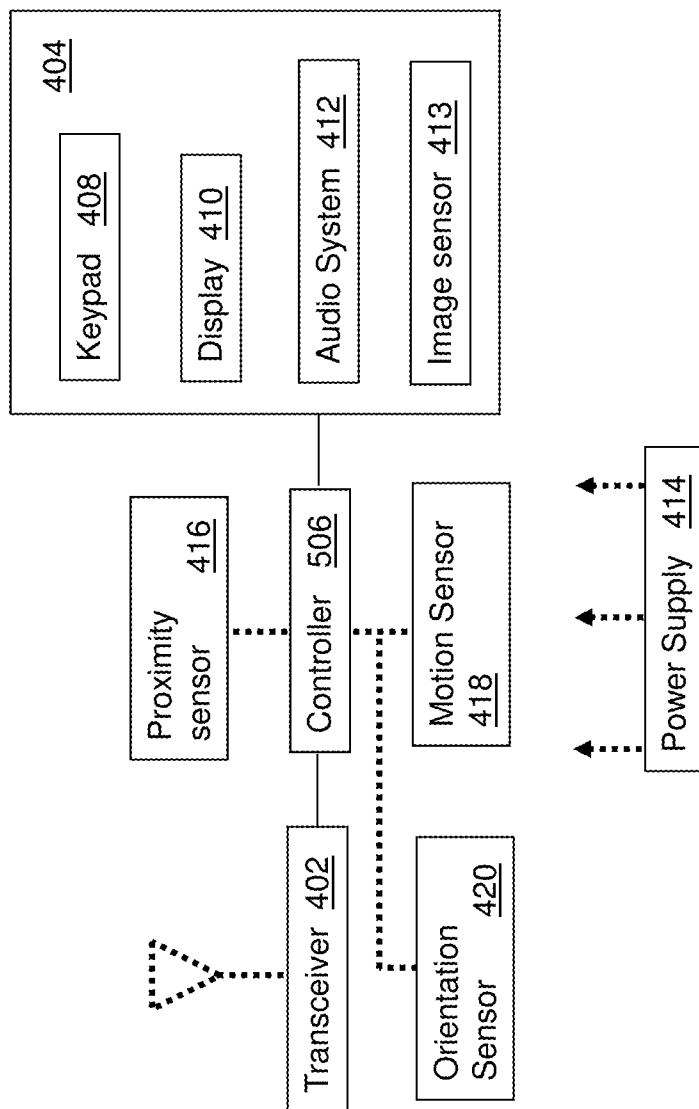 404
Keypad 408
Display 410
Audio System 412
Image sensor 413
Proximity
sensor 416
Controller 506
Motion Sensor
418
Transceiver 402
Orientation
Sensor 420
Power Supply 414